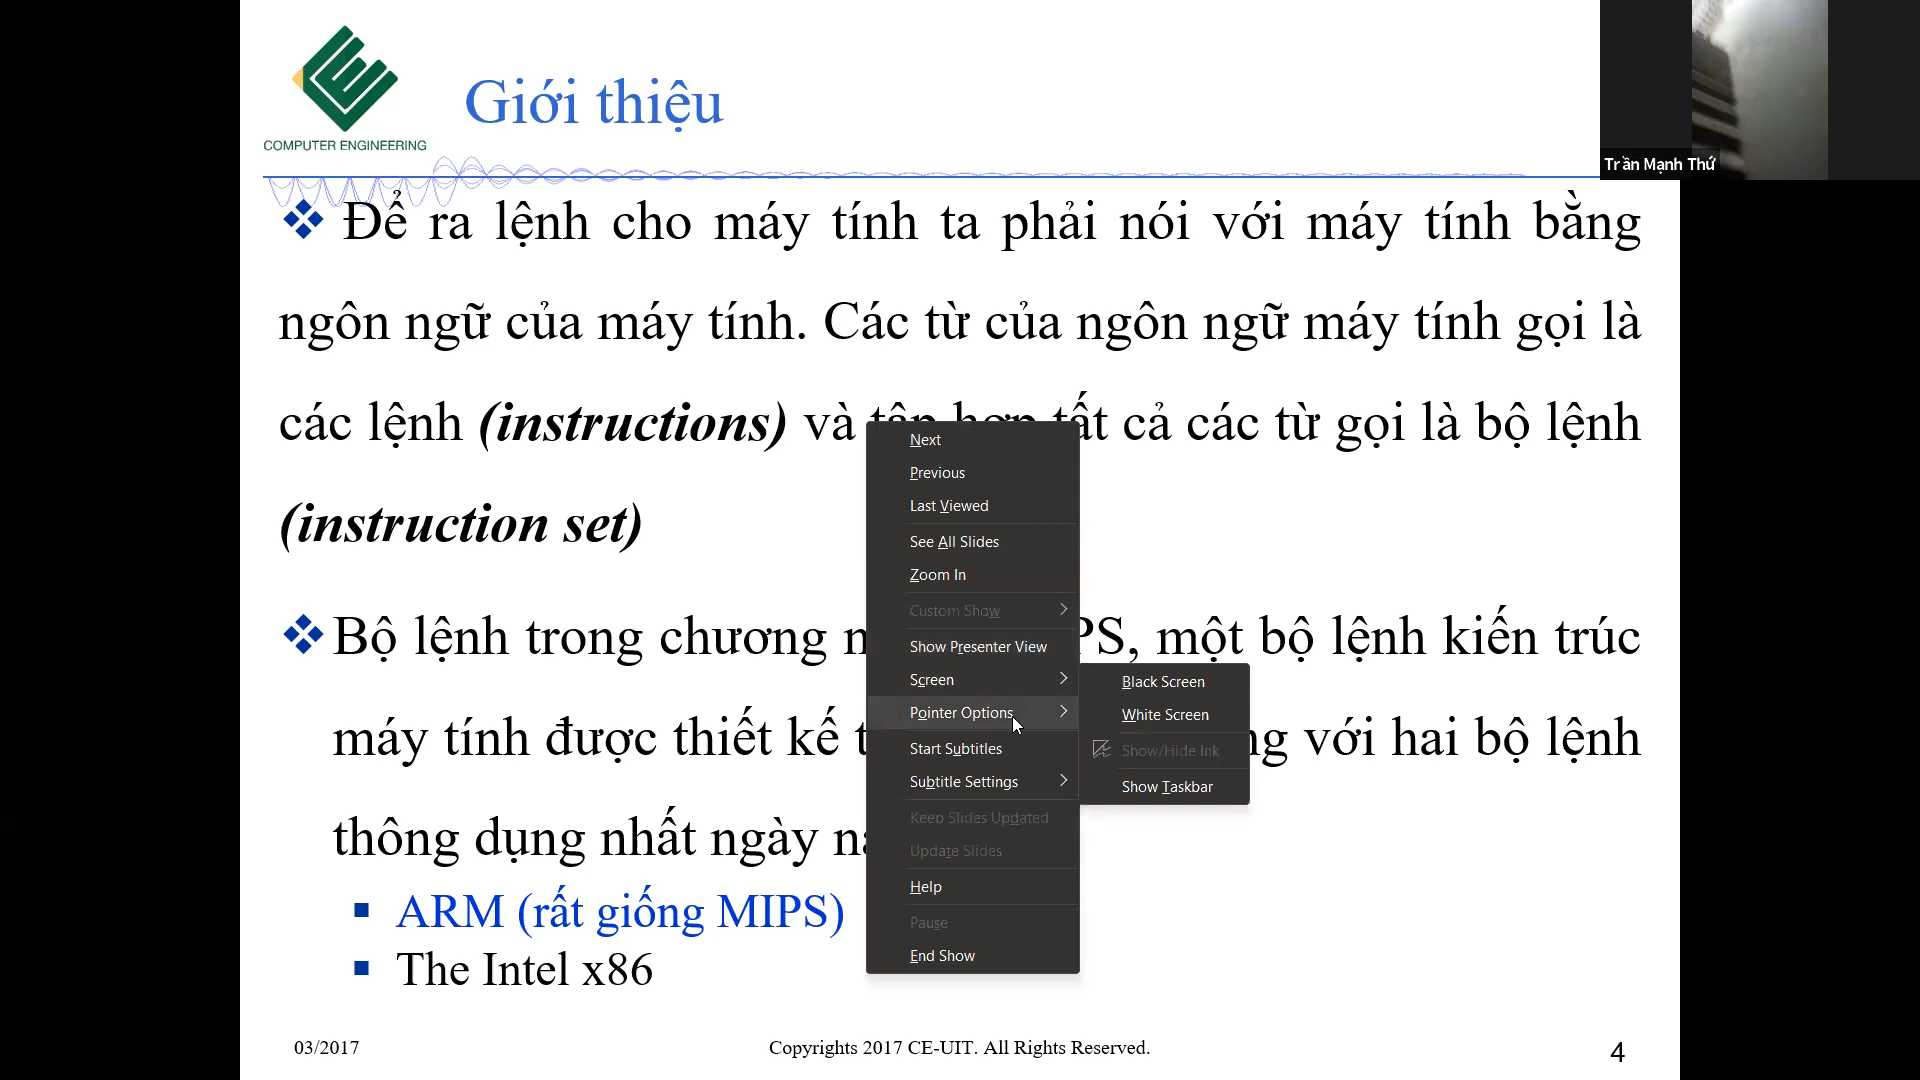 COMPUTER ENGINEERING
Giới thiệu
Trần Mạnh Thứ
Để ra lệnh cho máy tính ta phải nói với máy tính bằng
ngôn ngữ của máy tính. Các từ của ngôn ngữ máy tính gọi là
các lệnh (instructions) và tập hợp tất cả các từ gọi là bộ lệnh
(instruction set)
Bộ lệnh trong chương PS, một bộ lệnh kiến trúc
máy tính được thiết kế với hai bộ lệnh
thông dụng nhất ngày
ARM (rất giống MIPS)
The Intel x86
Next
Previous
Last Viewed
See All Slides
Zoom In
Custom Show
Show Presenter View
Screen
Pointer Options
Start Subtitles
Subtitle Settings
Keep Slides Updated
Update Slides
Help
Pause
End Show
Black Screen
White Screen
Show/Hide Ink
Show Taskbar
03/2017
Copyrights 2017 CE-UIT. All Rights Reserved.
4